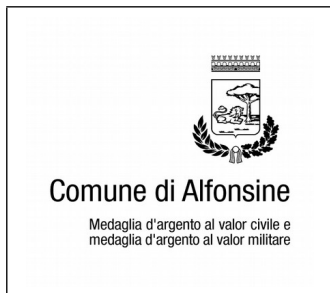 Comune di Alfonsine
Medaglia d'argento al valor civile e
medaglia d'argento al valor militare